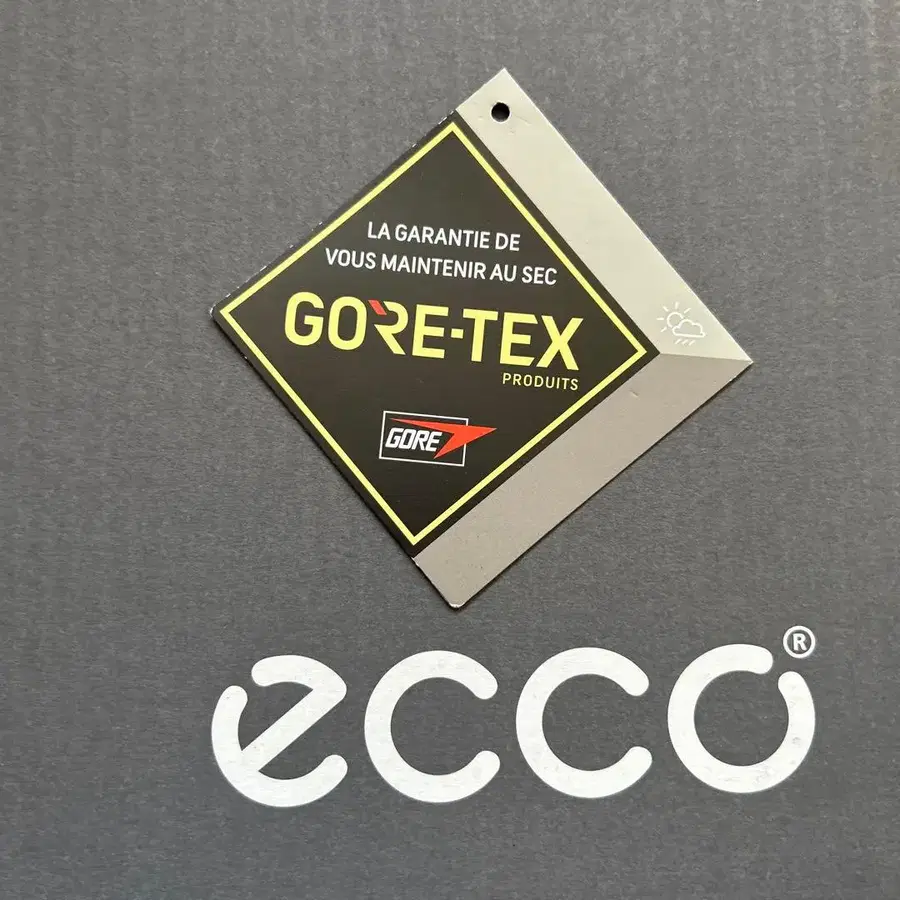 LA GARANTIE DE
VOUS MAINTENIR AU SEC
GORE-TEX
PRODUITS
GORE
ecco®